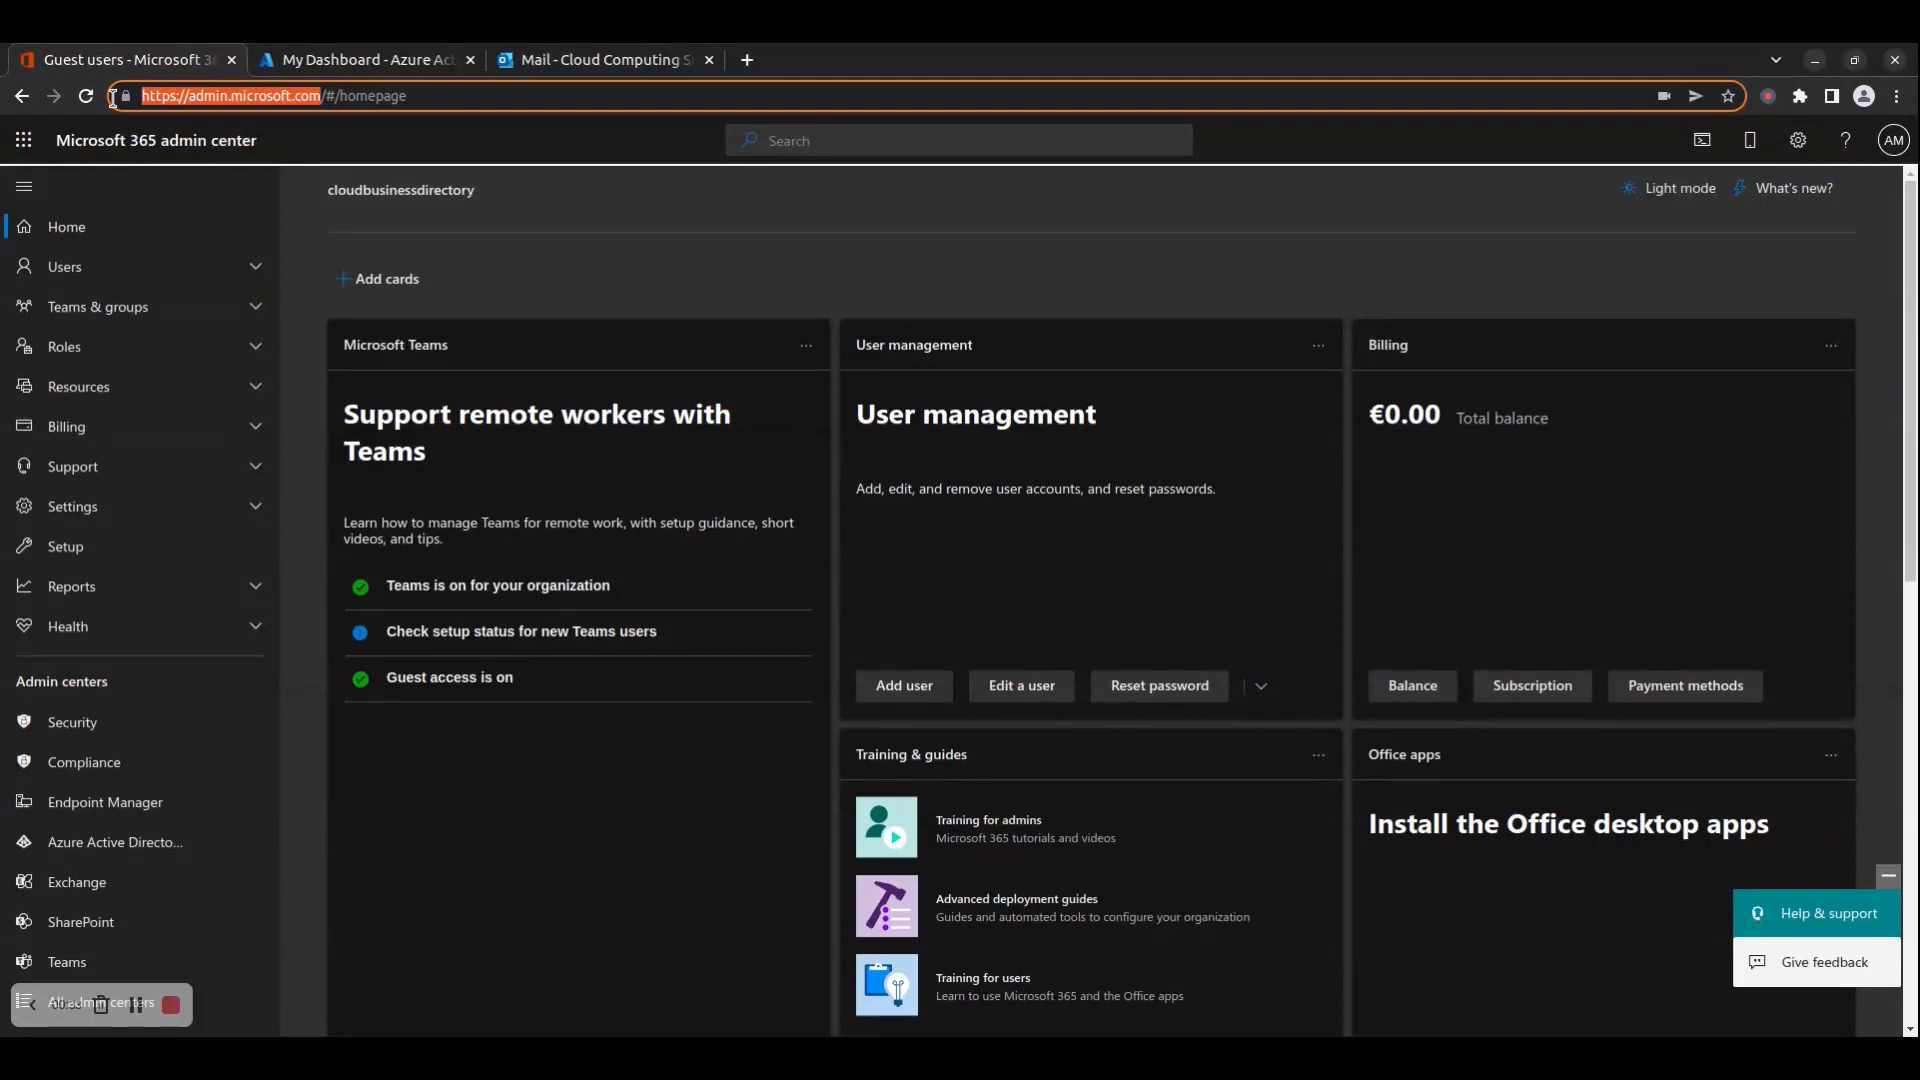 Guest users - Microsoft 3
My Dashboard - Azure Ac
Mail - Cloud Computing S
https://admin.microsoft.com/#/homepage
Microsoft 365 admin center
Search
AM
cloudbusinessdirectory
Light mode
What's new?
Home
Users
Teams & groups
Roles
Resources
Billing
Support
Settings
Setup
Reports
Health
Admin centers
Security
Compliance
Endpoint Manager
Azure Active Directo...
Exchange
SharePoint
Teams
All admin centers
Add cards
Microsoft Teams
Support remote workers with
Teams
Learn how to manage Teams for remote work, with setup guidance, short
videos, and tips.
Teams is on for your organization
Check setup status for new Teams users
Guest access is on
User management
User management
Add, edit, and remove user accounts, and reset passwords.
Add user
Edit a user
Reset password
Billing
€0.00 Total balance
Balance
Subscription
Payment methods
Training & guides
Training for admins
Microsoft 365 tutorials and videos
Advanced deployment guides
Guides and automated tools to configure your organization
Training for users
Learn to use Microsoft 365 and the Office apps
Office apps
Install the Office desktop apps
Help & support
Give feedback